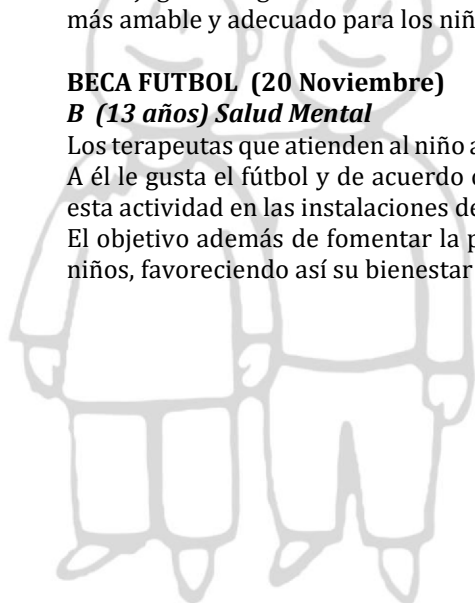 más amable y adecuado para los niñ
BECA FUTBOL (20 Noviembre)
B (13 años) Salud Mental
Los terapeutas que atienden al niño a
A él le gusta el fútbol y de acuerdo
esta actividad en las instalaciones de
El objetivo además de fomentar la p
niños, favoreciendo así su bienestar